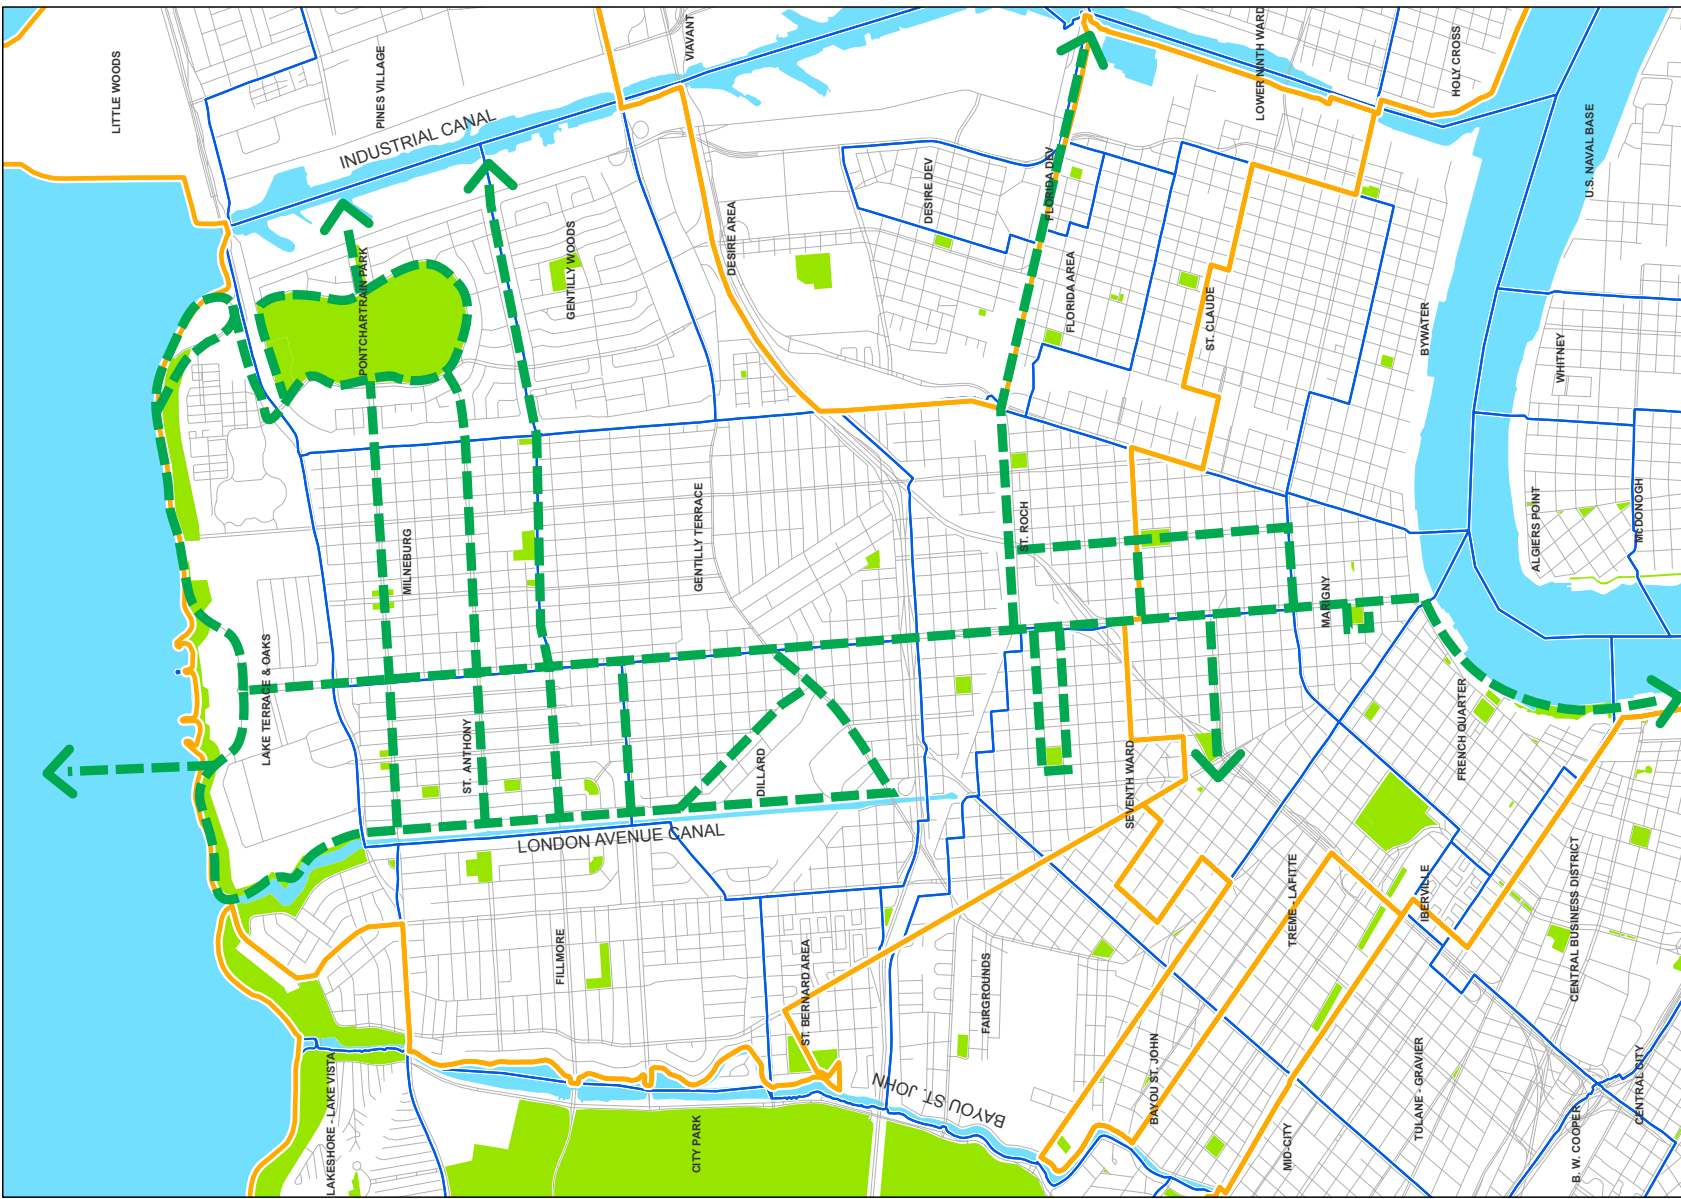 LITTLE WOODS
PINES VILLAGE
VIAVANT
INDUSTRIAL CANAL
LOWER NINTH WARD
HOLY CROSS
U.S. NAVAL BASE
PONTCHARTRAIN PARK
GENTILLY WOODS
DESIRE AREA
DESIRE DEV
FLORIDA DEV
FLORIDA AREA
ST. CLAUDE
BYWATER
WHITNEY
MILNEBURG
GENTILLY TERRACE
ST. ROCH
MARIGNY
ALGIERS POINT
McDONOGH
LAKE TERRACE & OAKS
ST. ANTHONY
DILLARD
SEVENTH WARD
FRENCH QUARTER
LONDON AVENUE CANAL
FILLMORE
ST. BERNARD AREA
FAIRGROUNDS
TREME - LAFITTE
IBERVILLE
CENTRAL BUSINESS DISTRICT
LAKESHORE - LAKE VISTA
CITY PARK
BAYOU ST. JOHN
BAYOU ST. JOHN
MID-CITY
TULANE - GRAVIER
B. W. COOPER
CENTRAL CITY